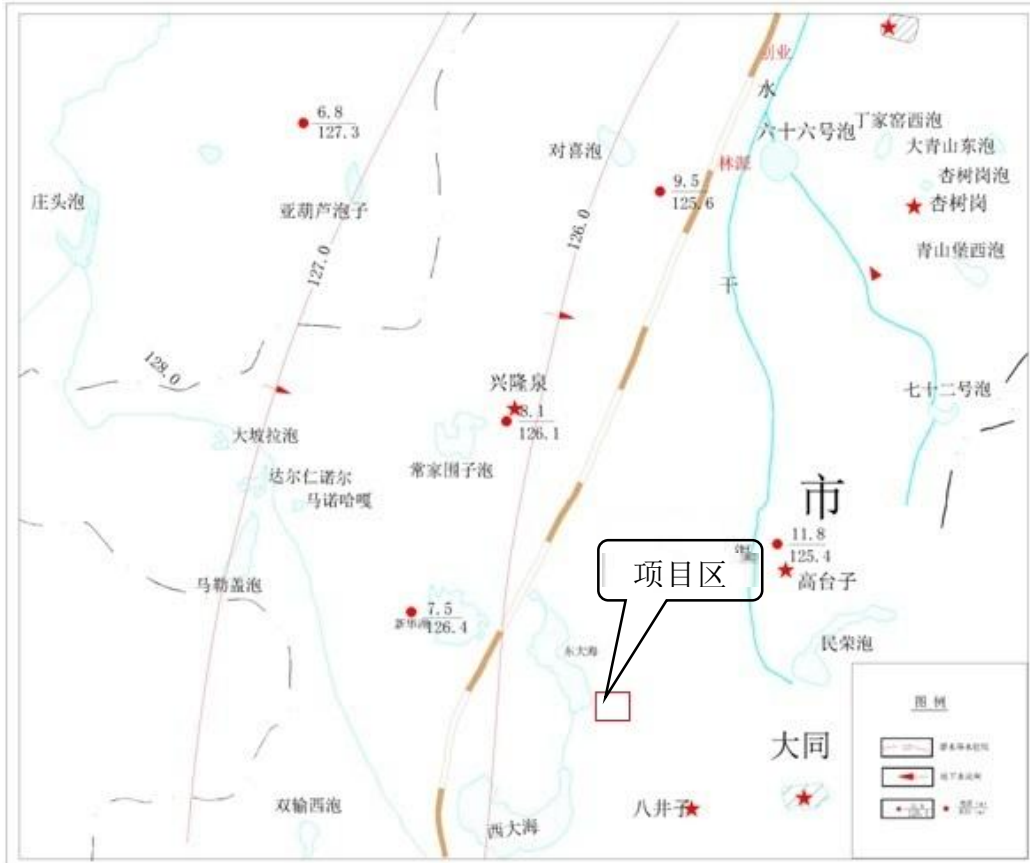 创业
水
6.8
127.3
六十六号泡
丁家窑西泡
对喜泡
大青山东泡
林源
9.5
125.6
杏树岗泡
庄头泡
亚葫芦泡子
杏树岗
126.0
127.0
青山堡西泡
干
128.0
兴隆泉
8.1
126.1
七十二号泡
大坡拉泡
常家围子泡
达尔仁诺尔
马诺哈嘎
市
11.8
125.4
项目区
高台子
马勒盖泡
7.5
126.4
新华湖
东大海
民荣泡
图 例
大同
双输西泡
八井子
西大海